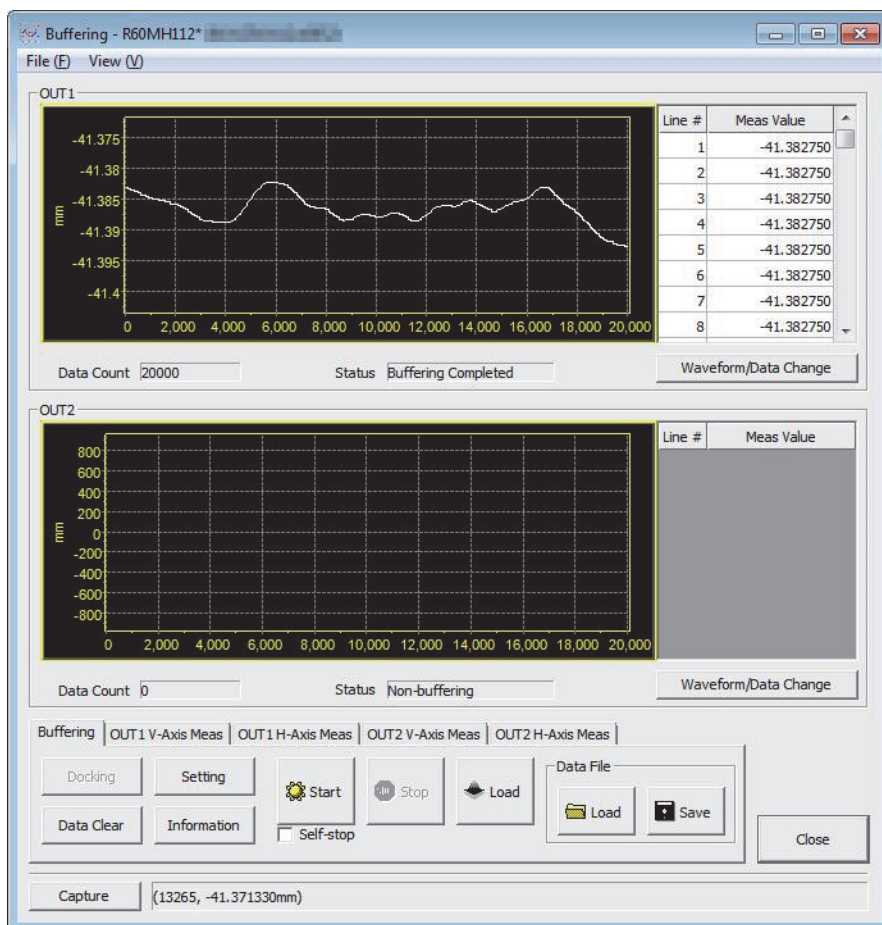 Buffering - R60MH112*
File (F) View (V)
OUT1
-41.375
-41.38
-41.385
-41.39
-41.395
-41.4
mm
0 2,000 4,000 6,000 8,000 10,000 12,000 14,000 16,000 18,000 20,000
Line # Meas Value
1 -41.382750
2 -41.382750
3 -41.382750
4 -41.382750
5 -41.382750
6 -41.382750
7 -41.382750
8 -41.382750
Data Count 20000 Status Buffering Completed Waveform/Data Change
OUT2
800
600
400
200
0
-200
-400
-600
-800
mm
0 2,000 4,000 6,000 8,000 10,000 12,000 14,000 16,000 18,000 20,000
Line # Meas Value
Data Count 0 Status Non-buffering Waveform/Data Change
Buffering OUT1 V-Axis Meas OUT1 H-Axis Meas OUT2 V-Axis Meas OUT2 H-Axis Meas
Docking Setting Start Stop Load
Data Clear Information Self-stop
Data File
Load Save
Close
Capture (13265, -41.371330mm)